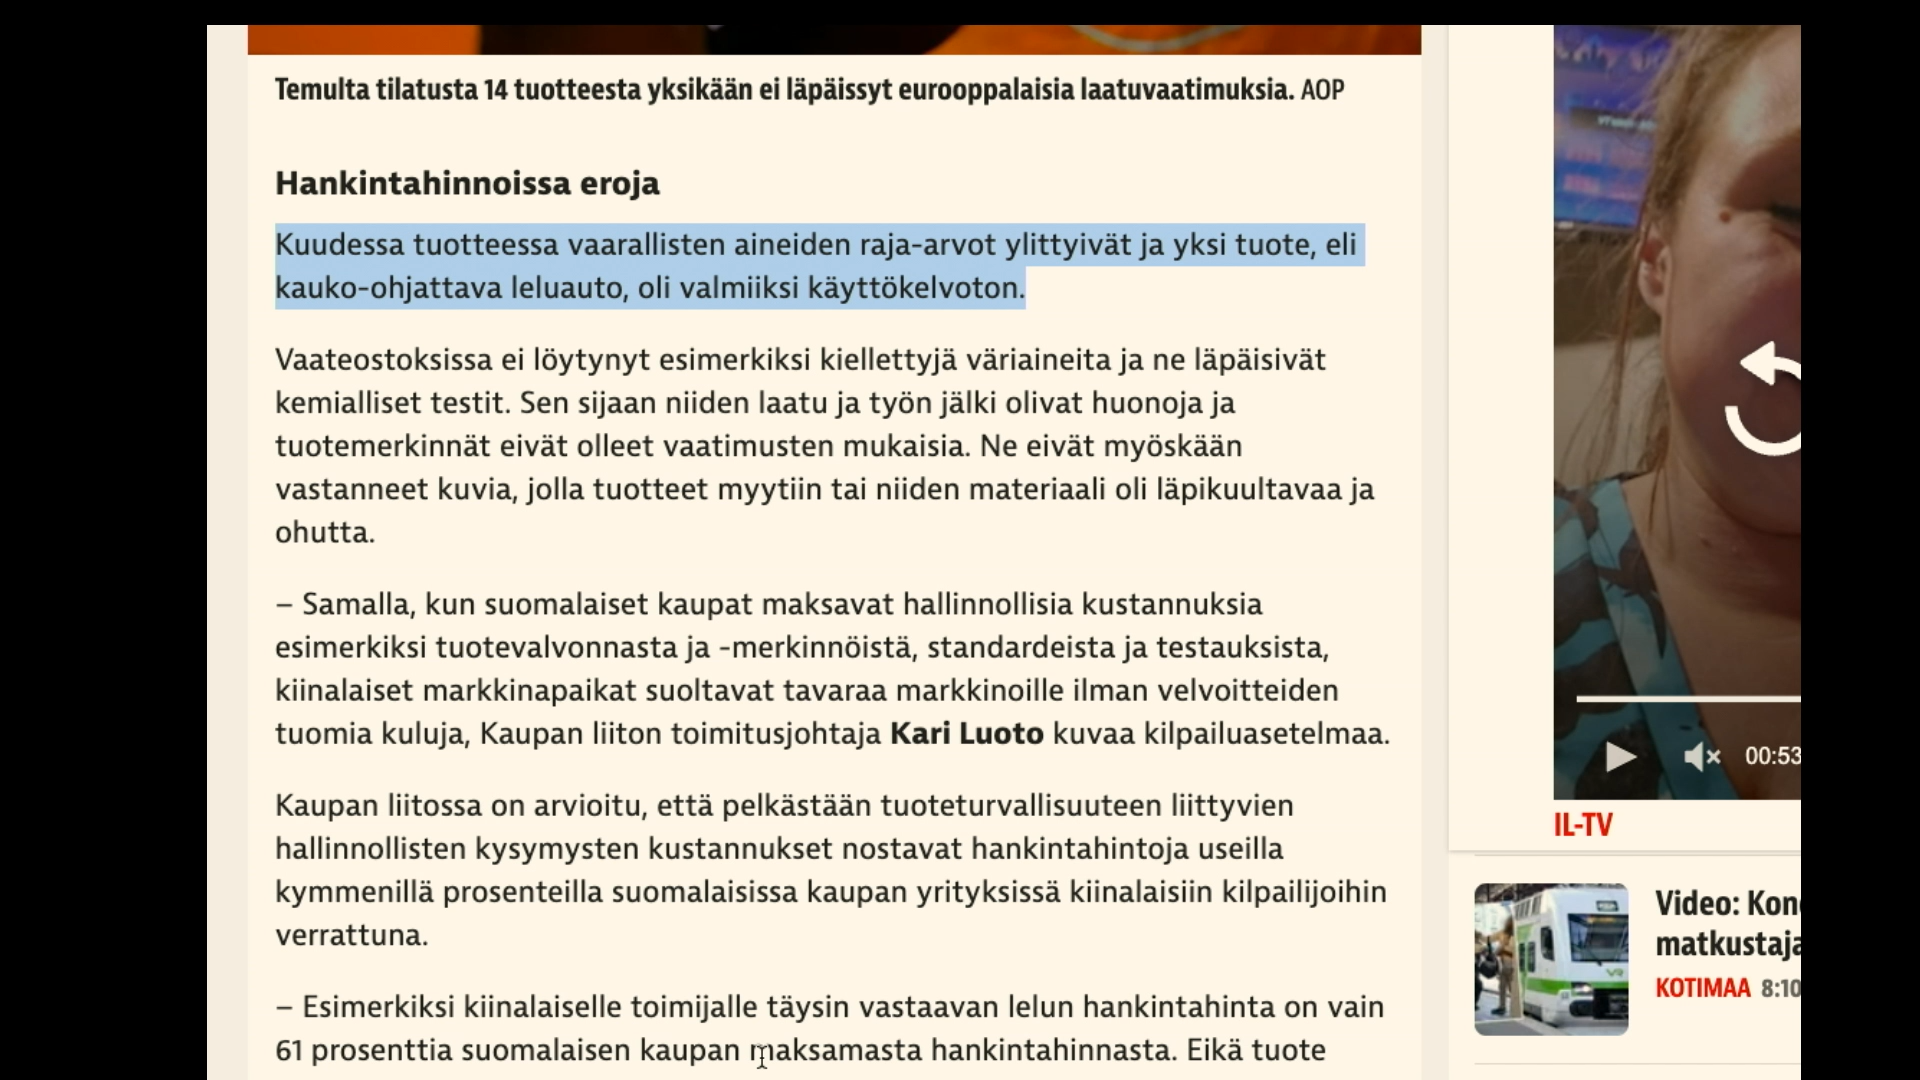 Temulta tilatusta 14 tuotteesta yksikään ei läpäissyt eurooppalaisia laatuvaatimuksia. AOP
Hankintahinnoissa eroja
Kuudessa tuotteessa vaarallisten aineiden raja-arvot ylittyivät ja yksi tuote, eli
kauko-ohjattava leluauto, oli valmiiksi käyttökelvoton.
Vaateostoksissa ei löytynyt esimerkiksi kiellettyjä väriaineita ja ne läpäisivät
kemialliset testit. Sen sijaan niiden laatu ja työn jälki olivat huonoja ja
tuotemerkinnät eivät olleet vaatimusten mukaisia. Ne eivät myöskään
vastanneet kuvia, jolla tuotteet myytiin tai niiden materiaali oli läpikuultavaa ja
ohutta.
– Samalla, kun suomalaiset kaupat maksavat hallinnollisia kustannuksia
esimerkiksi tuotevalvonnasta ja -merkinnöistä, standardeista ja testauksista,
kiinalaiset markkinapaikat suoltavat tavaraa markkinoille ilman velvoitteiden
tuomia kuluja, Kaupan liiton toimitusjohtaja Kari Luoto kuvaa kilpailuasetelmaa.
Kaupan liitossa on arvioitu, että pelkästään tuoteturvallisuuteen liittyvien
hallinnollisten kysymysten kustannukset nostavat hankintahintoja useilla
kymmenillä prosenteilla suomalaisissa kaupan yrityksissä kiinalaisiin kilpailijoihin
verrattuna.
– Esimerkiksi kiinalaiselle toimijalle täysin vastaavan lelun hankintahinta on vain
61 prosenttia suomalaisen kaupan maksamasta hankintahinnasta. Eikä tuote
00:53
IL-TV
Video: Kon
matkustaja
KOTIMAA 8:10
VR